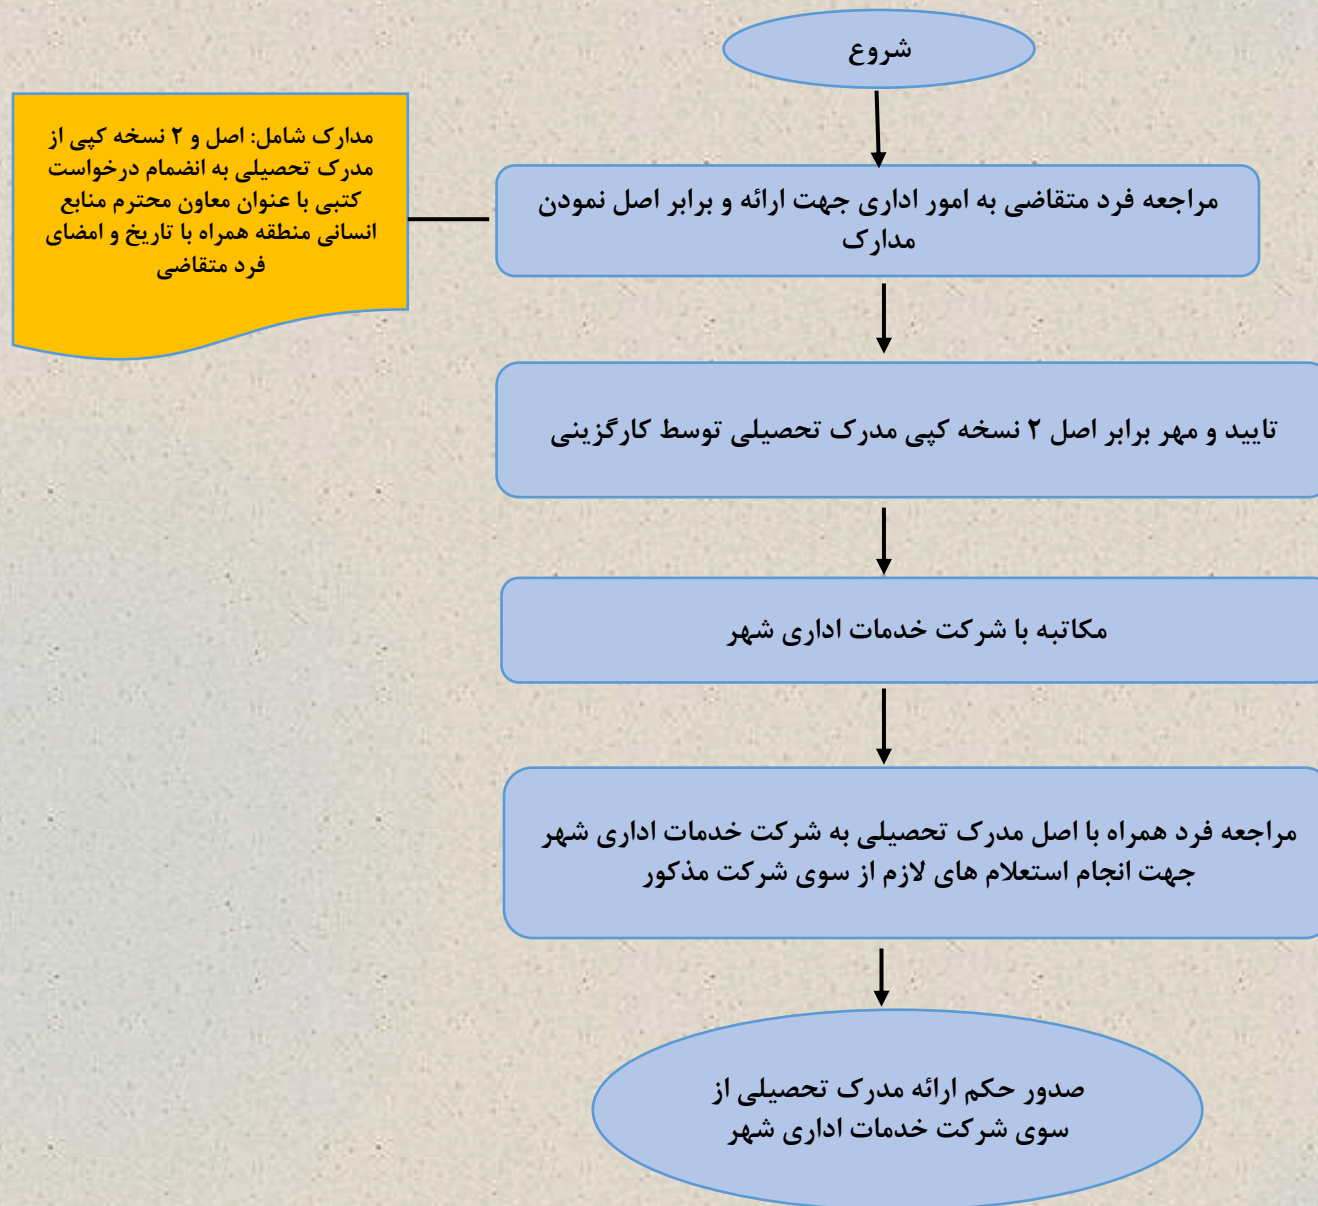 شروع
مدارک شامل: اصل و ۲ نسخه کپی از
مدرک تحصیلی به انضمام درخواست
کتبی با عنوان معاون محترم منابع
انسانی منطقه همراه با تاریخ و امضای
فرد متقاضی
مراجعه فرد متقاضی به امور اداری جهت ارائه و برابر اصل نمودن
مدارک
تایید و مهر برابر اصل ۲ نسخه کپی مدرک تحصیلی توسط کارگزینی
مکاتبه با شرکت خدمات اداری شهر
مراجعه فرد همراه با اصل مدرک تحصیلی به شرکت خدمات اداری شهر
جهت انجام استعلام های لازم از سوی شرکت مذکور
صدور حکم ارائه مدرک تحصیلی از
سوی شرکت خدمات اداری شهر